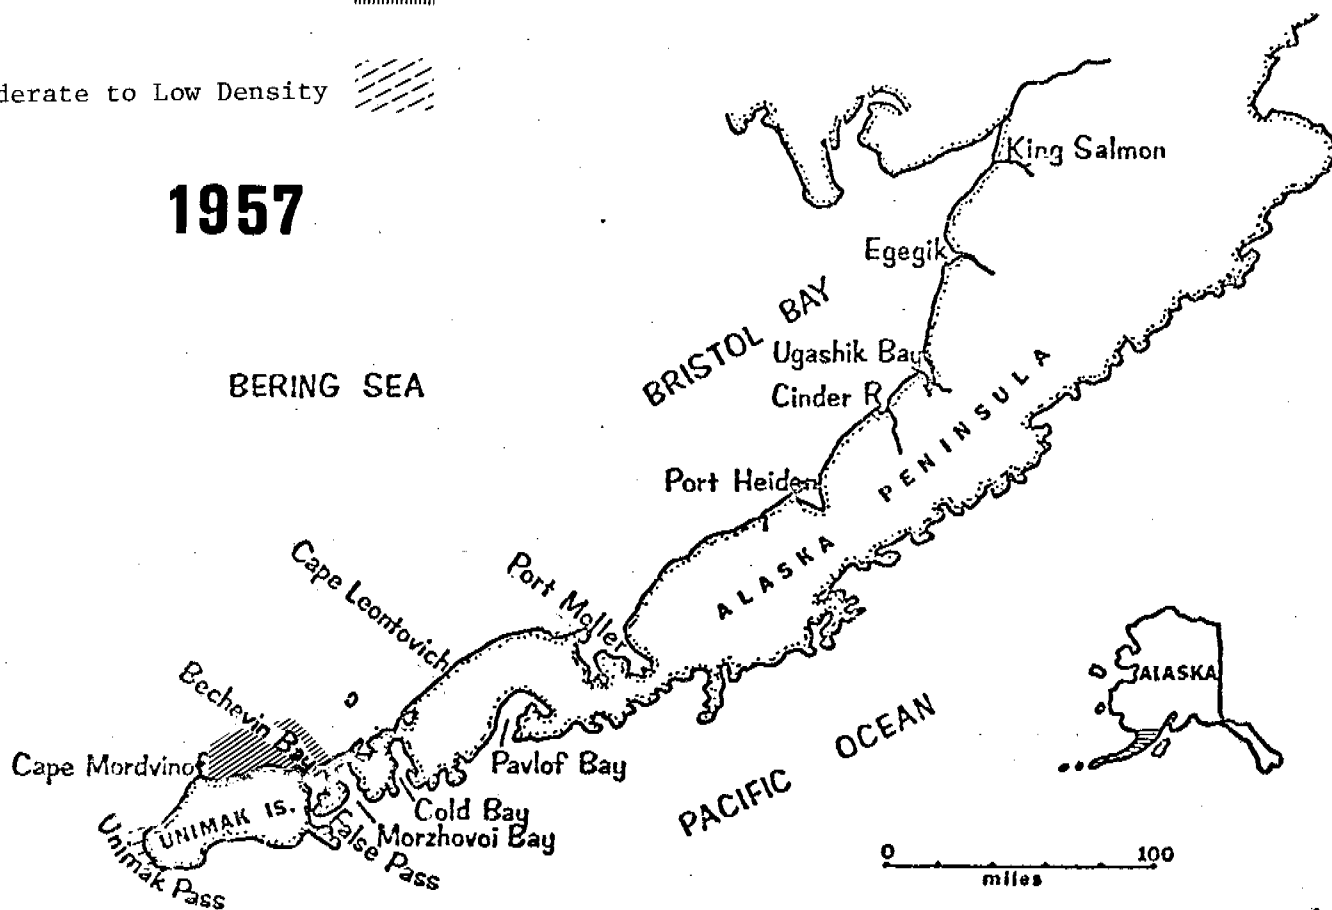 derate to Low Density
1957
King Salmon
Egegik
BRISTOL BAY
Ugashik Bay
BERING SEA
Cinder R
ALASKA PENINSULA
Port Heiden
Cape Leontovich
Port Moller
Bechevin Bay
ALASKA
Cape Mordvinof
Pavlof Bay
PACIFIC OCEAN
Cold Bay
UNIMAK IS.
False Pass
Morzhovoi Bay
Unimak Pass
0 100
miles